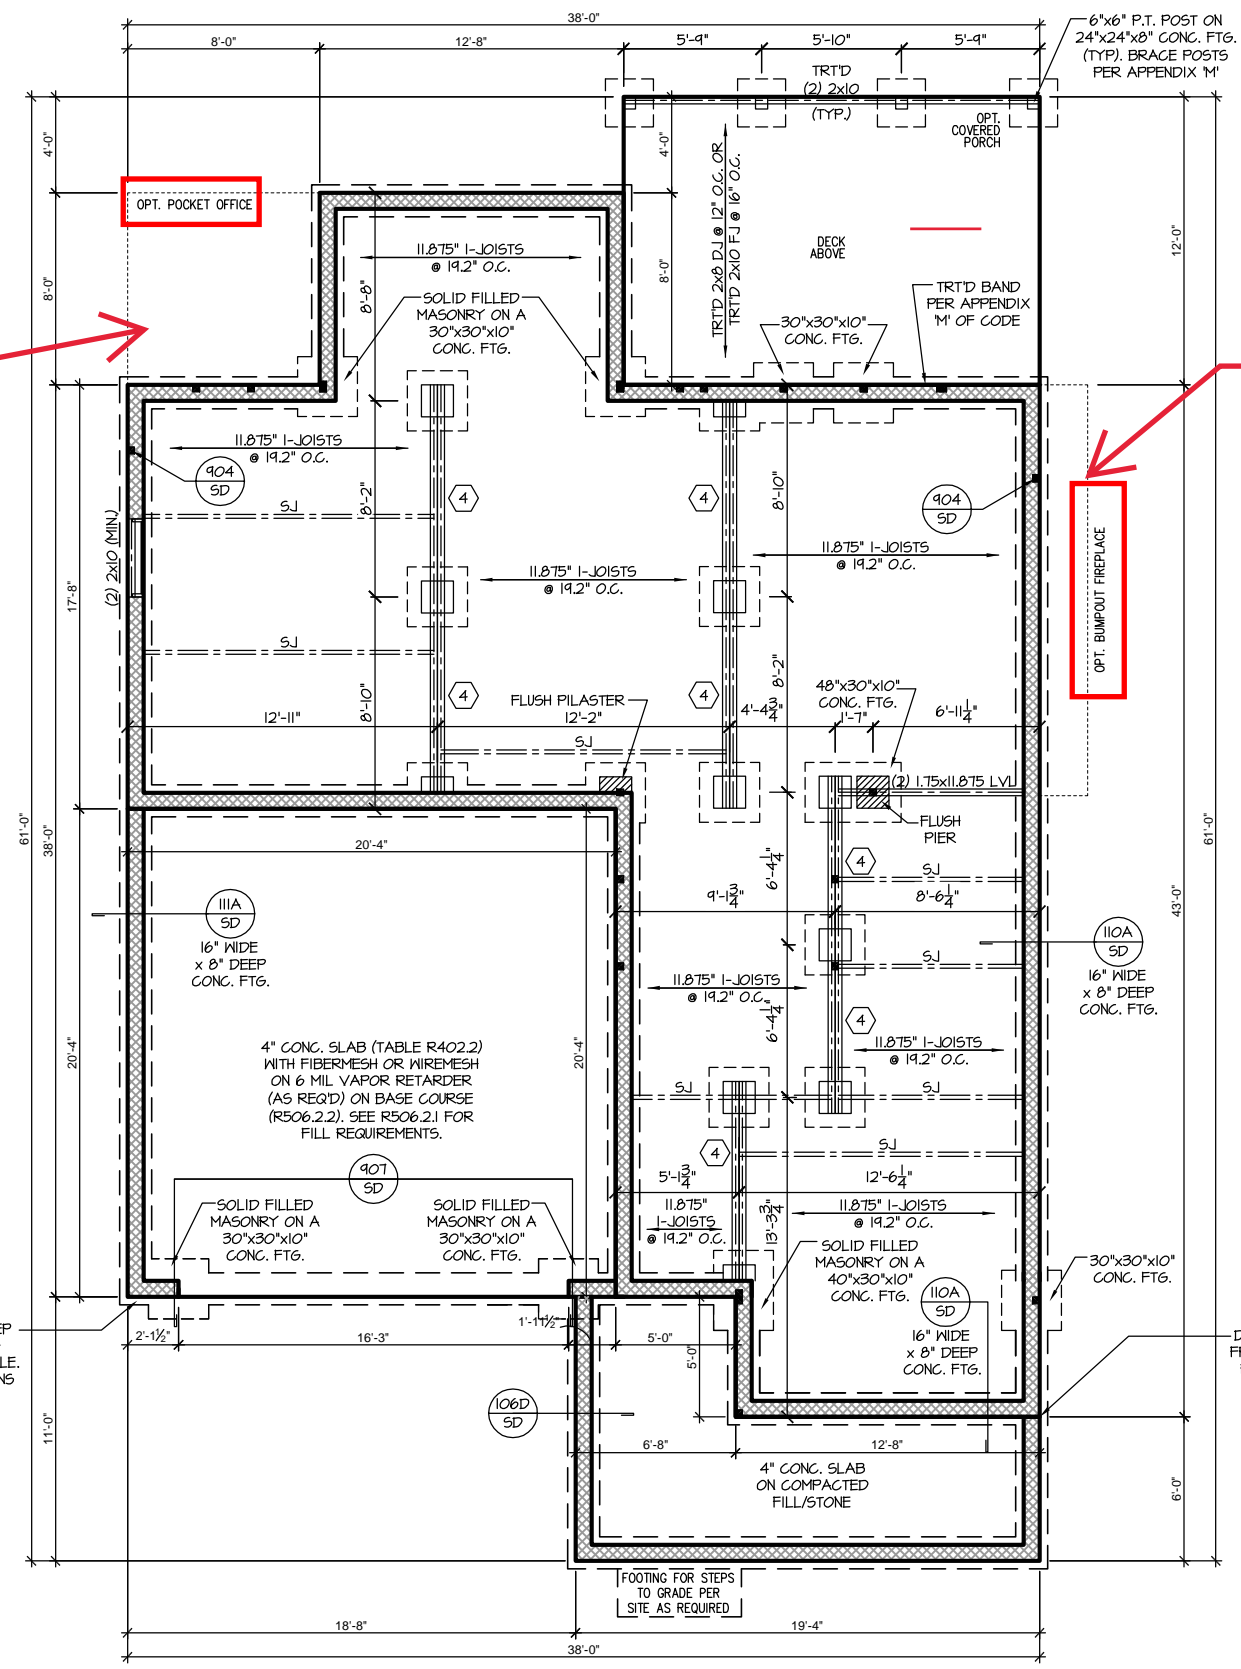 38'-0"
8'-0"
12'-8"
5'-9"
5'-10"
5'-9"
6"x6" P.T. POST ON
24"x24"x8" CONC. FTG.
(TYP). BRACE POSTS
PER APPENDIX 'M'
TRT'D
(2) 2x10
(TYP.)
OPT.
COVERED
PORCH
4'-0"
4'-0"
OPT. POCKET OFFICE
TRT'D 2x8 DJ @ 12" O.C. OR
TRT'D 2x10 FJ @ 16" O.C.
DECK
ABOVE
12'-0"
11.875" I-JOISTS
@ 19.2" O.C.
8'-0"
8'-8"
8'-0"
SOLID FILLED
MASONRY ON A
30"x30"x10"
CONC. FTG.
TRT'D BAND
PER APPENDIX
'M' OF CODE
30"x30"x10"
CONC. FTG.
11.875" I-JOISTS
@ 19.2" O.C.
904
SD
SJ
8'-2"
4
4
8'-10"
904
SD
(2) 2x10 (MIN.)
11.875" I-JOISTS
@ 19.2" O.C.
11.875" I-JOISTS
@ 19.2" O.C.
OPT. BUMPOUT FIREPLACE
17'-8"
SJ
8'-10"
4
4
8'-2"
FLUSH PILASTER
48"x30"x10"
CONC. FTG.
12'-11"
12'-2"
4'-4 3/4"
1'-7"
6'-11 1/4"
SJ
(2) 1.75x11.875 LVL
FLUSH
PIER
61'-0"
38'-0"
61'-0"
20'-4"
6'-4 1/4"
4
SJ
9'-1 3/4"
8'-6 1/4"
43'-0"
111A
SD
16" WIDE
x 8" DEEP
CONC. FTG.
110A
SD
16" WIDE
x 8" DEEP
CONC. FTG.
SJ
11.875" I-JOISTS
@ 19.2" O.C.
6'-4 1/4"
4
11.875" I-JOISTS
@ 19.2" O.C.
20'-4"
20'-4"
4" CONC. SLAB (TABLE R402.2)
WITH FIBERMESH OR WIREMESH
ON 6 MIL VAPOR RETARDER
(AS REQ'D) ON BASE COURSE
(R506.2.2). SEE R506.2.1 FOR
FILL REQUIREMENTS.
SJ
SJ
4
SJ
907
SD
5'-1 3/4"
12'-6 1/4"
SOLID FILLED
MASONRY ON A
30"x30"x10"
CONC. FTG.
SOLID FILLED
MASONRY ON A
30"x30"x10"
CONC. FTG.
11.875"
I-JOISTS
@ 19.2" O.C.
13'-3 3/4"
11.875" I-JOISTS
@ 19.2" O.C.
SOLID FILLED
MASONRY ON A
40"x30"x10"
CONC. FTG.
30"x30"x10"
CONC. FTG.
110A
SD
16" WIDE
x 8" DEEP
CONC. FTG.
2'-1 1/2"
16'-3"
1'-11 1/2"
5'-0"
5'-0"
LE.
106D
SD
11'-0"
6'-8"
12'-8"
4" CONC. SLAB
ON COMPACTED
FILL/STONE
6'-0"
FOOTING FOR STEPS
TO GRADE PER
SITE AS REQUIRED
18'-8"
19'-4"
38'-0"